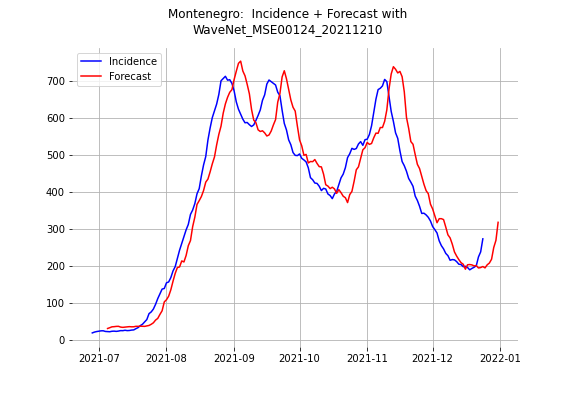 Montenegro:  Incidence + Forecast with
WaveNet_MSE00124_20211210
Incidence
Forecast
700
600
500
400
300
200
100
0
2021-07 2021-08 2021-09 2021-10 2021-11 2021-12 2022-01